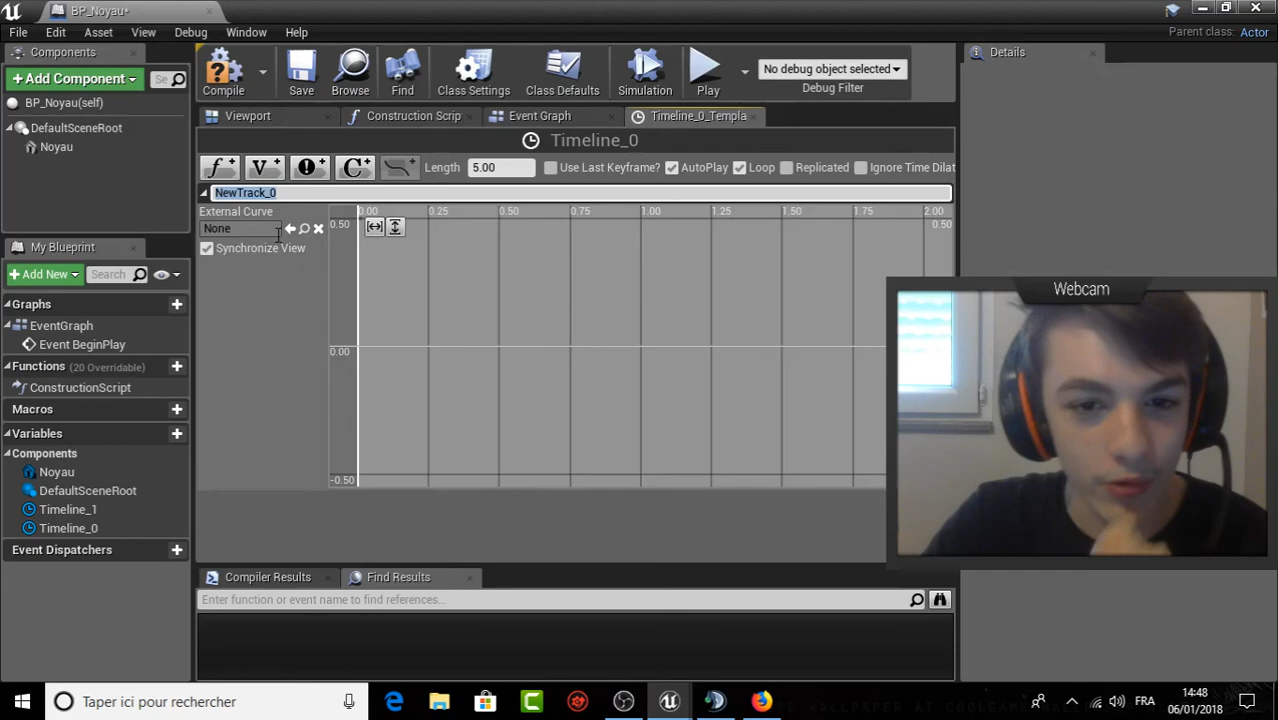 BP_Noyau*
File Edit Asset View Debug Window Help
Parent class: Actor
Components
+Add Component
Se
BP_Noyau(self)
DefaultSceneRoot
Noyau
Compile
Save
Browse
Find
Class Settings
Class Defaults
Simulation
Play
No debug object selected
Debug Filter
Details
Viewport
Construction Scrip
Event Graph
Timeline_0_Templa
Timeline_0
Length 5.00 Use Last Keyframe? AutoPlay Loop Replicated Ignore Time Dilat
NewTrack_0
External Curve
None
Synchronize View
0.00 0.25 0.50 0.75 1.00 1.25 1.50 1.75 2.00
0.50 0.50
0.00
-0.50
My Blueprint
+Add New
Search
Graphs
EventGraph
Event BeginPlay
Functions (20 Overridable)
ConstructionScript
Macros
Variables
Components
Noyau
DefaultSceneRoot
Timeline_1
Timeline_0
Event Dispatchers
Compiler Results
Find Results
Enter function or event name to find references...
Webcam
Taper ici pour rechercher
FRA
14:48
06/01/2018